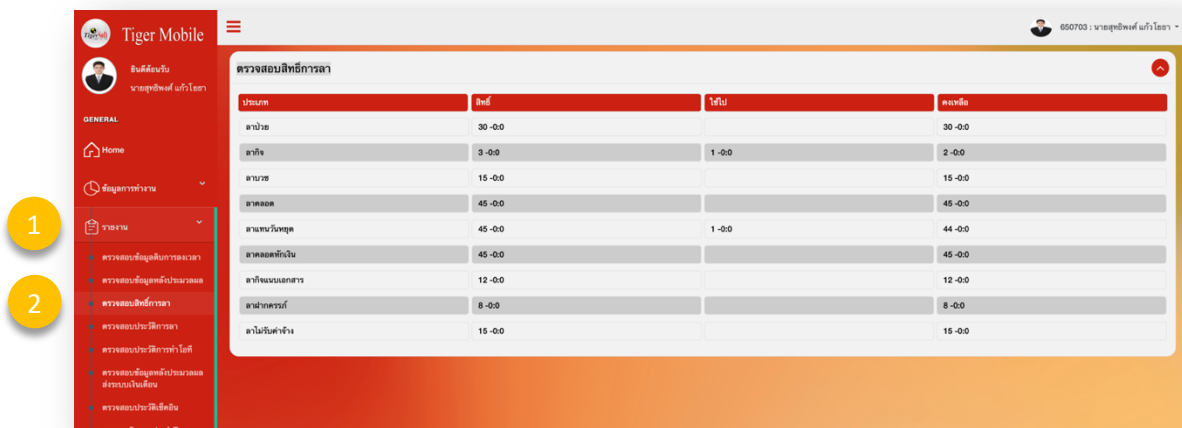 Tiger Mobile
650703 : นายสุทธิพงศ์ แก้วโยธา
ยินดีต้อนรับ
นายสุทธิพงศ์ แก้วโยธา
GENERAL
Home
ข้อมูลการทำงาน
1
รายงาน
ตรวจสอบข้อมูลดิบการลงเวลา
ตรวจสอบข้อมูลหลังประมวลผล
2
ตรวจสอบสิทธิ์การลา
ตรวจสอบประวัติการลา
ตรวจสอบประวัติการทำโอที
ตรวจสอบข้อมูลหลังประมวลผล
ส่งระบบเงินเดือน
ตรวจสอบประวัติเช็คอิน
ตรวจสอบสิทธิ์การลา
ประเภท สิทธิ์ ใช้ไป คงเหลือ
ลาป่วย 30 -0:0 30 -0:0
ลากิจ 3 -0:0 1 -0:0 2 -0:0
ลาบวช 15 -0:0 15 -0:0
ลาคลอด 45 -0:0 45 -0:0
ลาแทนวันหยุด 45 -0:0 1 -0:0 44 -0:0
ลาคลอดหักเงิน 45 -0:0 45 -0:0
ลากิจแนบเอกสาร 12 -0:0 12 -0:0
ลาฝากครรภ์ 8 -0:0 8 -0:0
ลาไม่รับค่าจ้าง 15 -0:0 15 -0:0